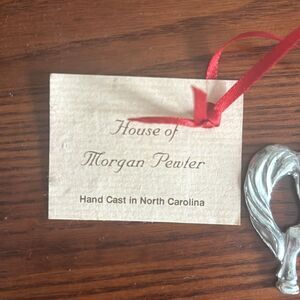 House of
Morgan Pewter
Hand Cast in North Carolina